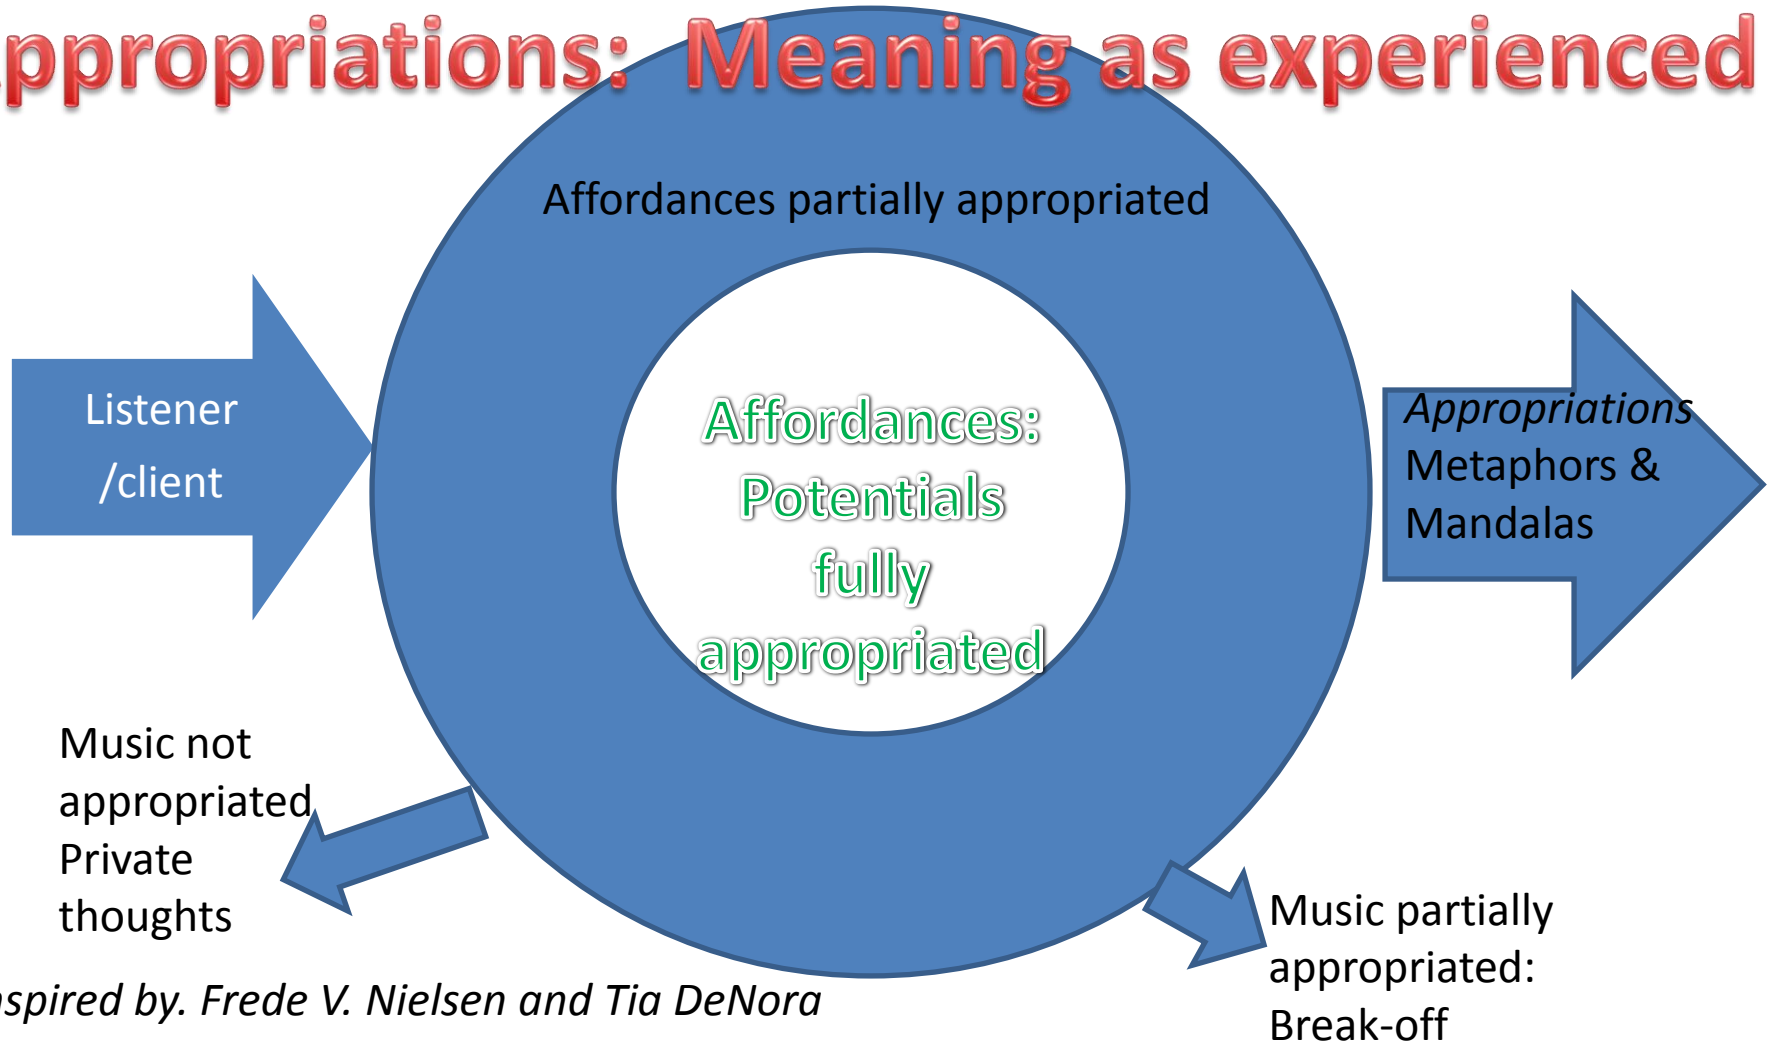 ppropriations: Meaning as experienced
Affordances partially appropriated
Listener
/client
Affordances:
Potentials
fully
appropriated
Appropriations
Metaphors &
Mandalas
Music not
appropriated
Private
thoughts
Music partially
appropriated:
Break-off
nspired by. Frede V. Nielsen and Tia DeNora